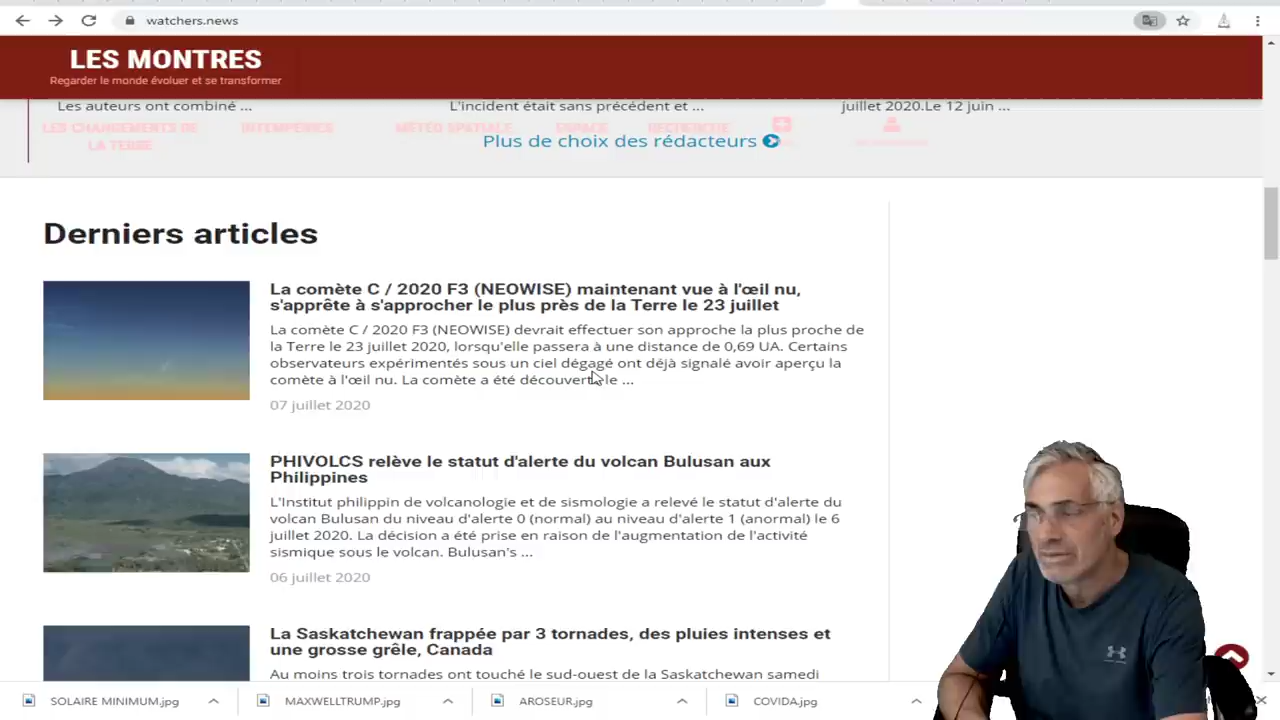 watchers.news
LES MONTRES
Regarder le monde évoluer et se transformer
Les auteurs ont combiné ...
L'incident était sans précédent et ...
juillet 2020.Le 12 juin ...
LES CHANGEMENTS DE
LA TERRE
INTEMPÉRIES
MÉTÉO SPATIALE
ESPACE
RECHERCHE
Plus de choix des rédacteurs
Derniers articles
La comète C / 2020 F3 (NEOWISE) maintenant vue à l'œil nu,
s'apprête à s'approcher le plus près de la Terre le 23 juillet
La comète C / 2020 F3 (NEOWISE) devrait effectuer son approche la plus proche de
la Terre le 23 juillet 2020, lorsqu'elle passera à une distance de 0,69 UA. Certains
observateurs expérimentés sous un ciel dégagé ont déjà signalé avoir aperçu la
comète à l'œil nu. La comète a été découverte le ...
07 juillet 2020
PHIVOLCS relève le statut d'alerte du volcan Bulusan aux
Philippines
L'Institut philippin de volcanologie et de sismologie a relevé le statut d'alerte du
volcan Bulusan du niveau d'alerte 0 (normal) au niveau d'alerte 1 (anormal) le 6
juillet 2020. La décision a été prise en raison de l'augmentation de l'activité
sismique sous le volcan. Bulusan's ...
06 juillet 2020
La Saskatchewan frappée par 3 tornades, des pluies intenses et
une grosse grêle, Canada
Au moins trois tornades ont touché le sud-ouest de la Saskatchewan samedi
SOLAIRE MINIMUM.jpg
MAXWELLTRUMP.jpg
AROSEUR.jpg
COVIDA.jpg